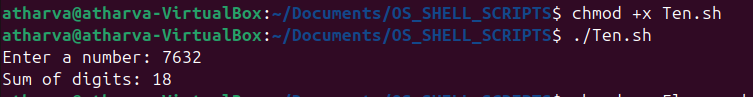 atharva@atharva-VirtualBox:~/Documents/OS_SHELL_SCRIPTS$ chmod +x Ten.sh
atharva@atharva-VirtualBox:~/Documents/OS_SHELL_SCRIPTS$ ./Ten.sh
Enter a number: 7632
Sum of digits: 18